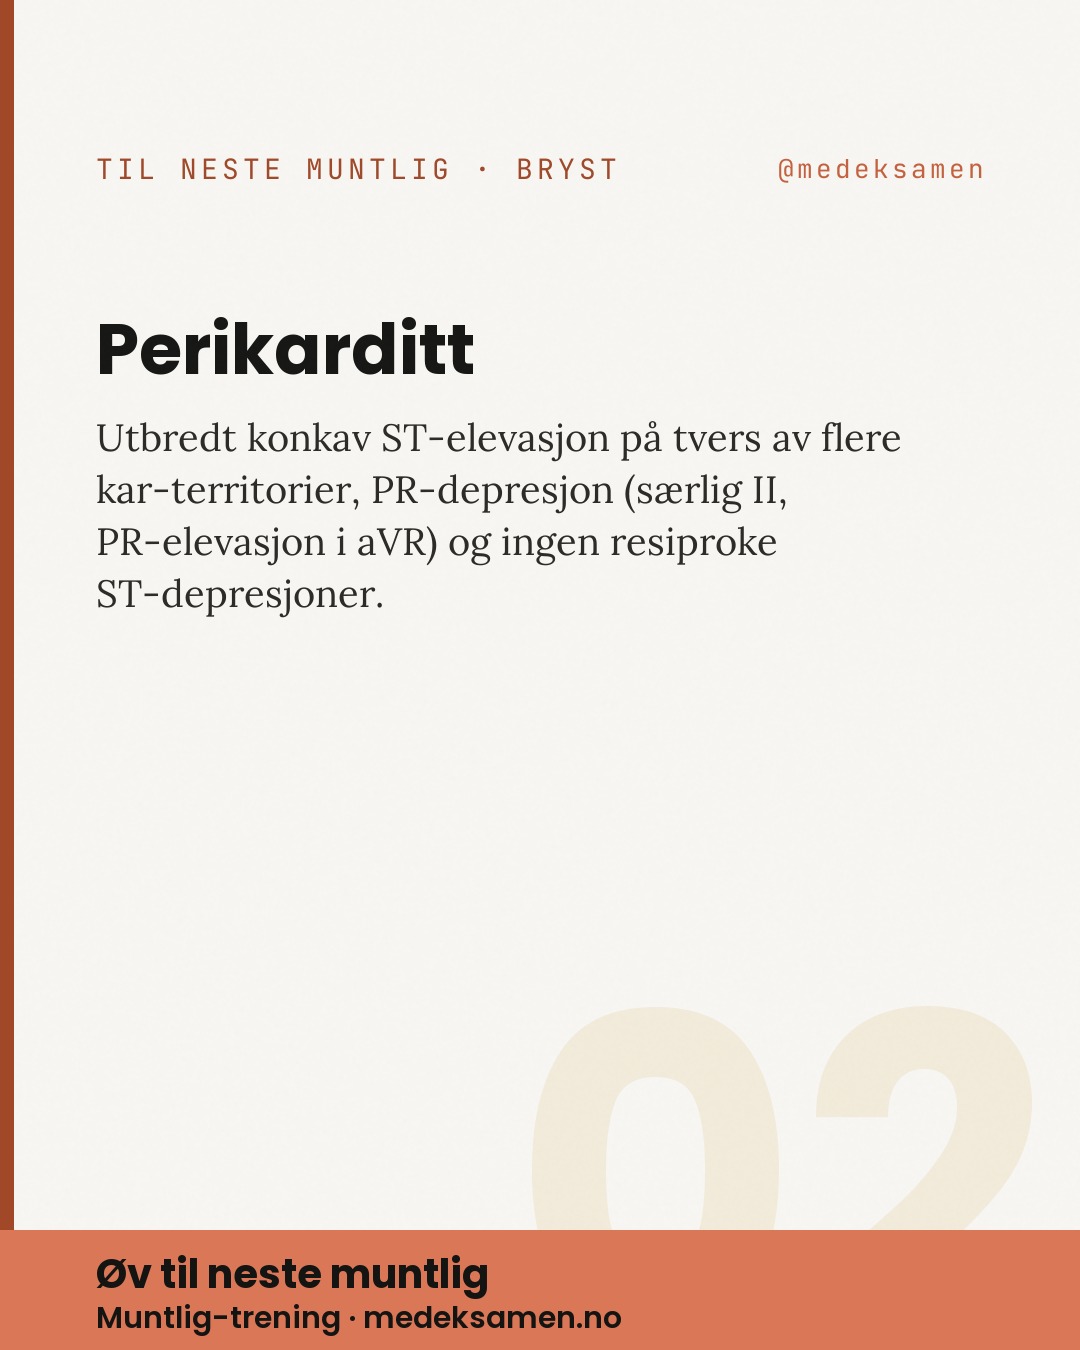 TIL NESTE MUNTLIG · BRYST
@medeksamen
Perikarditt
Utbredt konkav ST-elevasjon på tvers av flere
kar-territorier, PR-depresjon (særlig II,
PR-elevasjon i aVR) og ingen resiproke
ST-depresjoner.
02
Øv til neste muntlig
Muntlig-trening · medeksamen.no